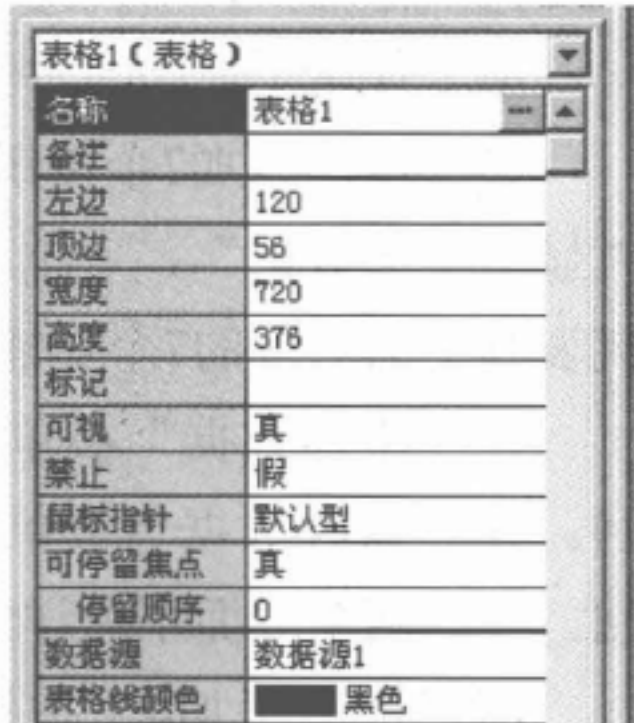 表格1（表格）
名称 表格1
备注
左边 120
顶边 56
宽度 720
高度 376
标记
可视 真
禁止 假
鼠标指针 默认型
可停留焦点 真
停留顺序 0
数据源 数据源1
表格线颜色 黑色